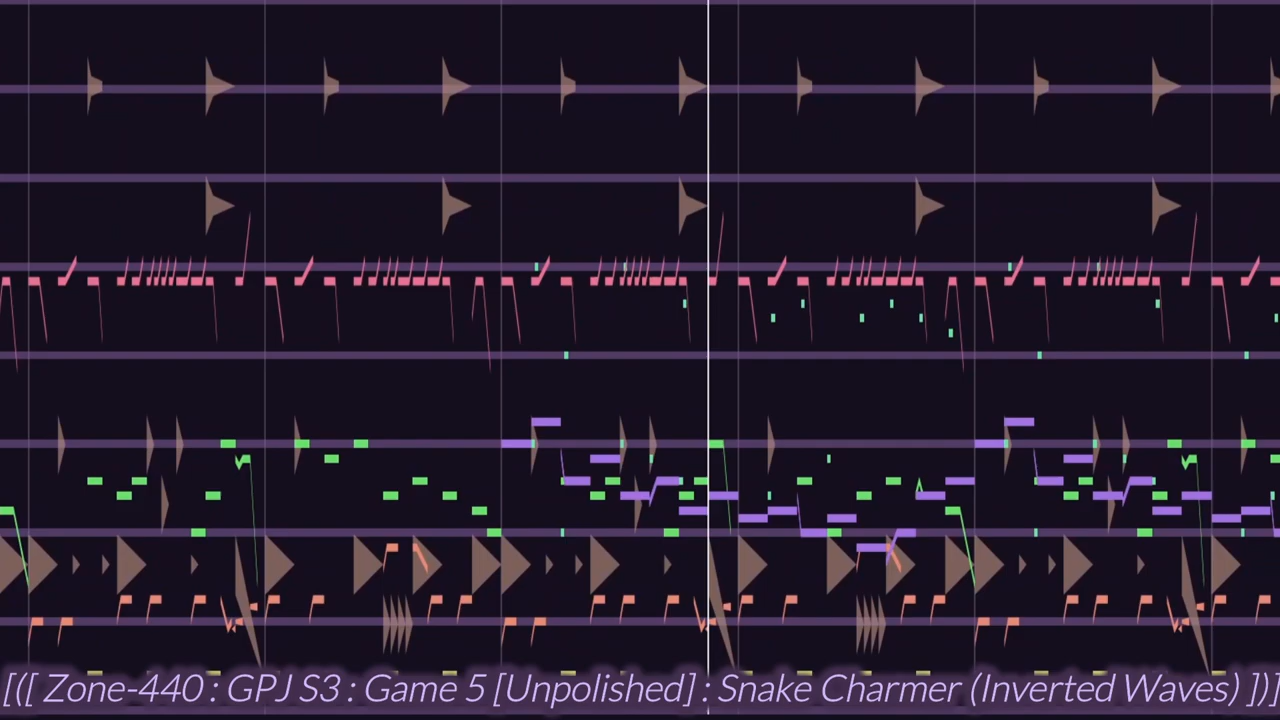 [([ Zone-440 : GPJ S3 : Game 5 [Unpolished] : Snake Charmer (Inverted Waves) ])]